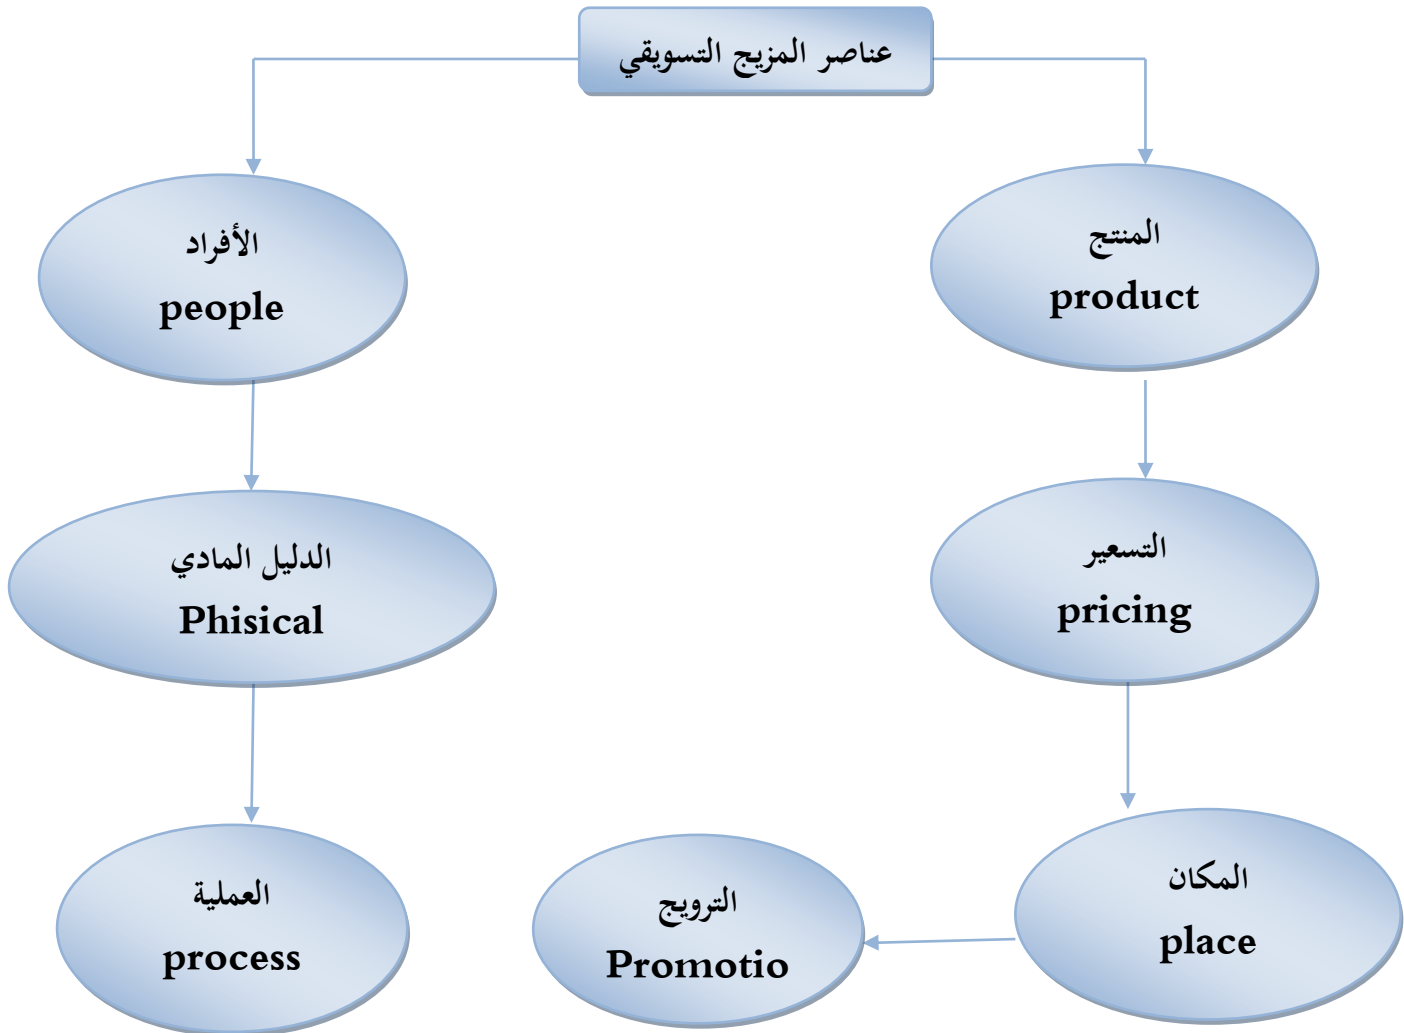 عناصر المزيج التسويقي
المنتج
product
الأفراد
people
التسعير
pricing
الدليل المادي
Phisical
المكان
place
الترويج
Promotio
العملية
process